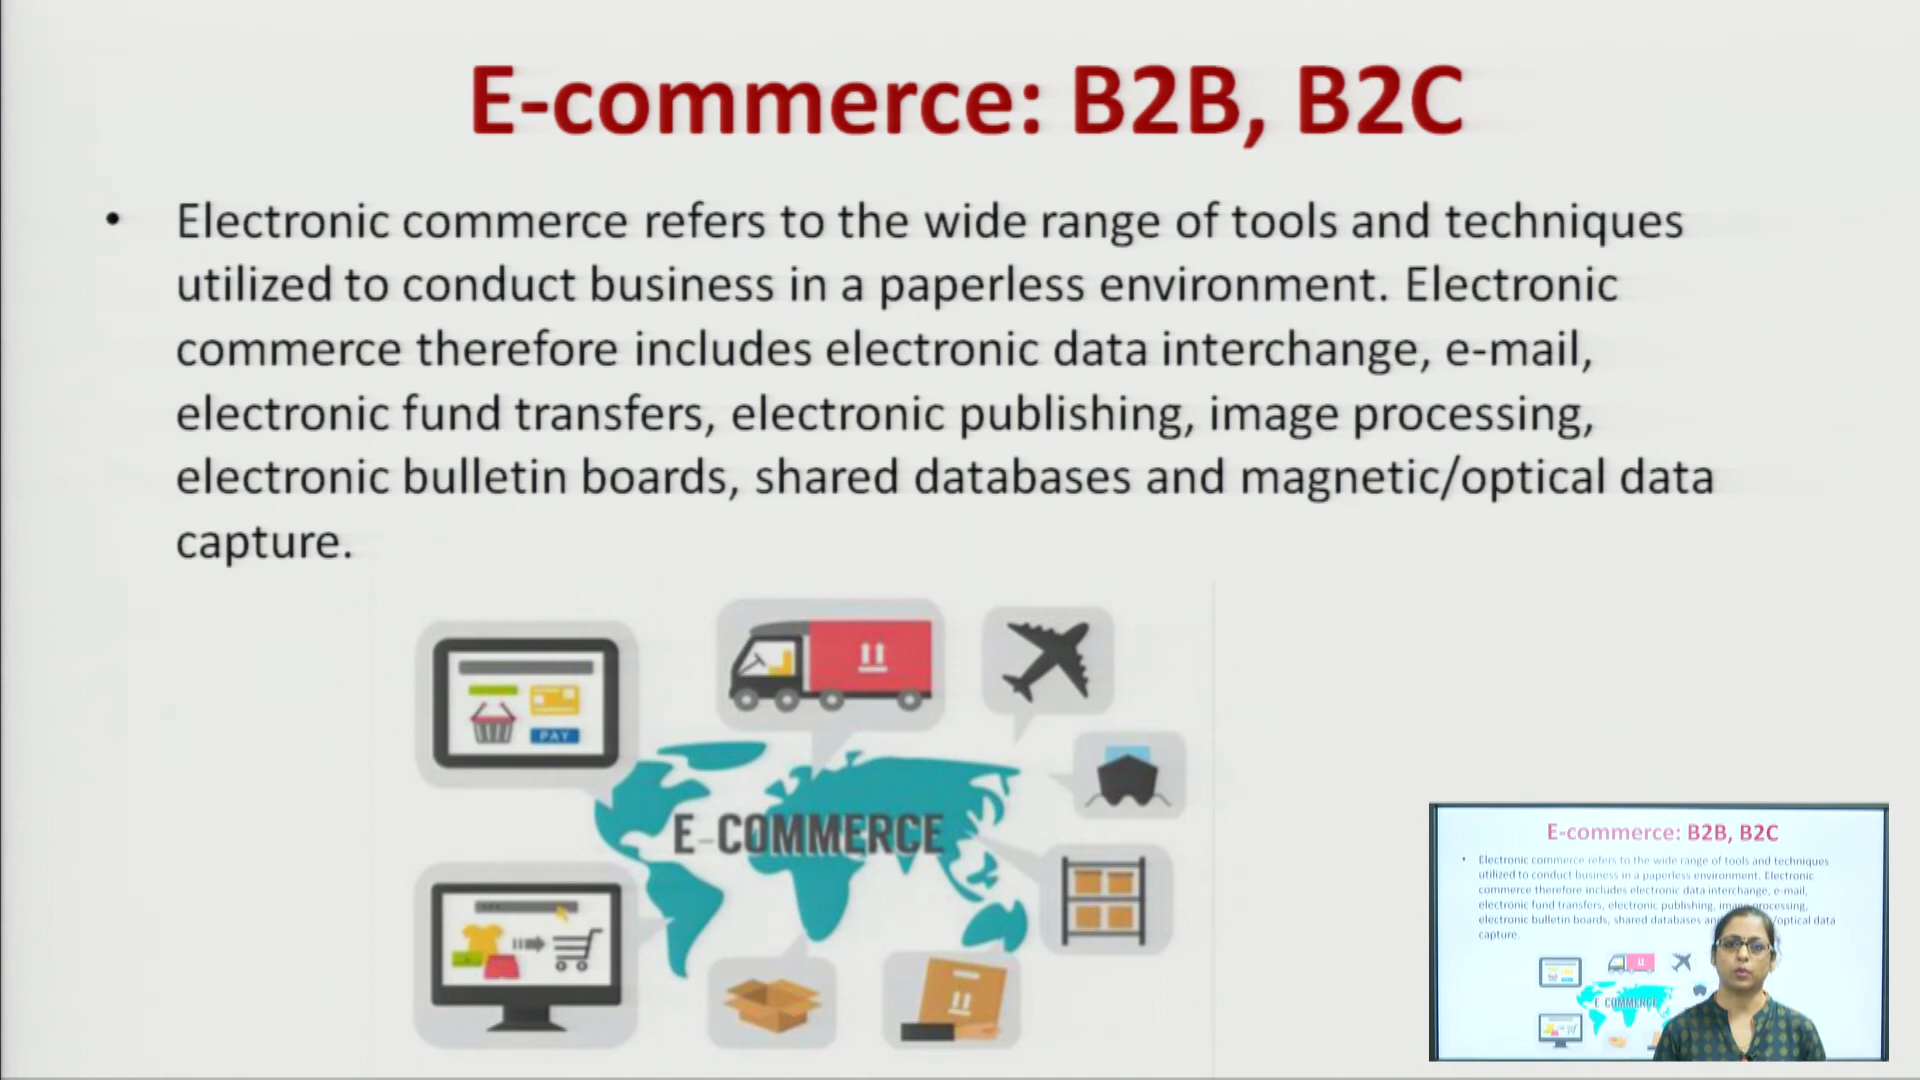 E-commerce: B2B, B2C
• Electronic commerce refers to the wide range of tools and techniques
utilized to conduct business in a paperless environment. Electronic
commerce therefore includes electronic data interchange, e-mail,
electronic fund transfers, electronic publishing, image processing,
electronic bulletin boards, shared databases and magnetic/optical data
capture.
PAY
E-COMMERCE
E-commerce: B2B, B2C
• Electronic commerce refers to the wide range of tools and techniques
utilized to conduct business in a paperless environment. Electronic
commerce therefore includes electronic data interchange, e-mail,
electronic fund transfers, electronic publishing, image processing,
electronic bulletin boards, shared databases /optical data
capture.
E COMMERCE